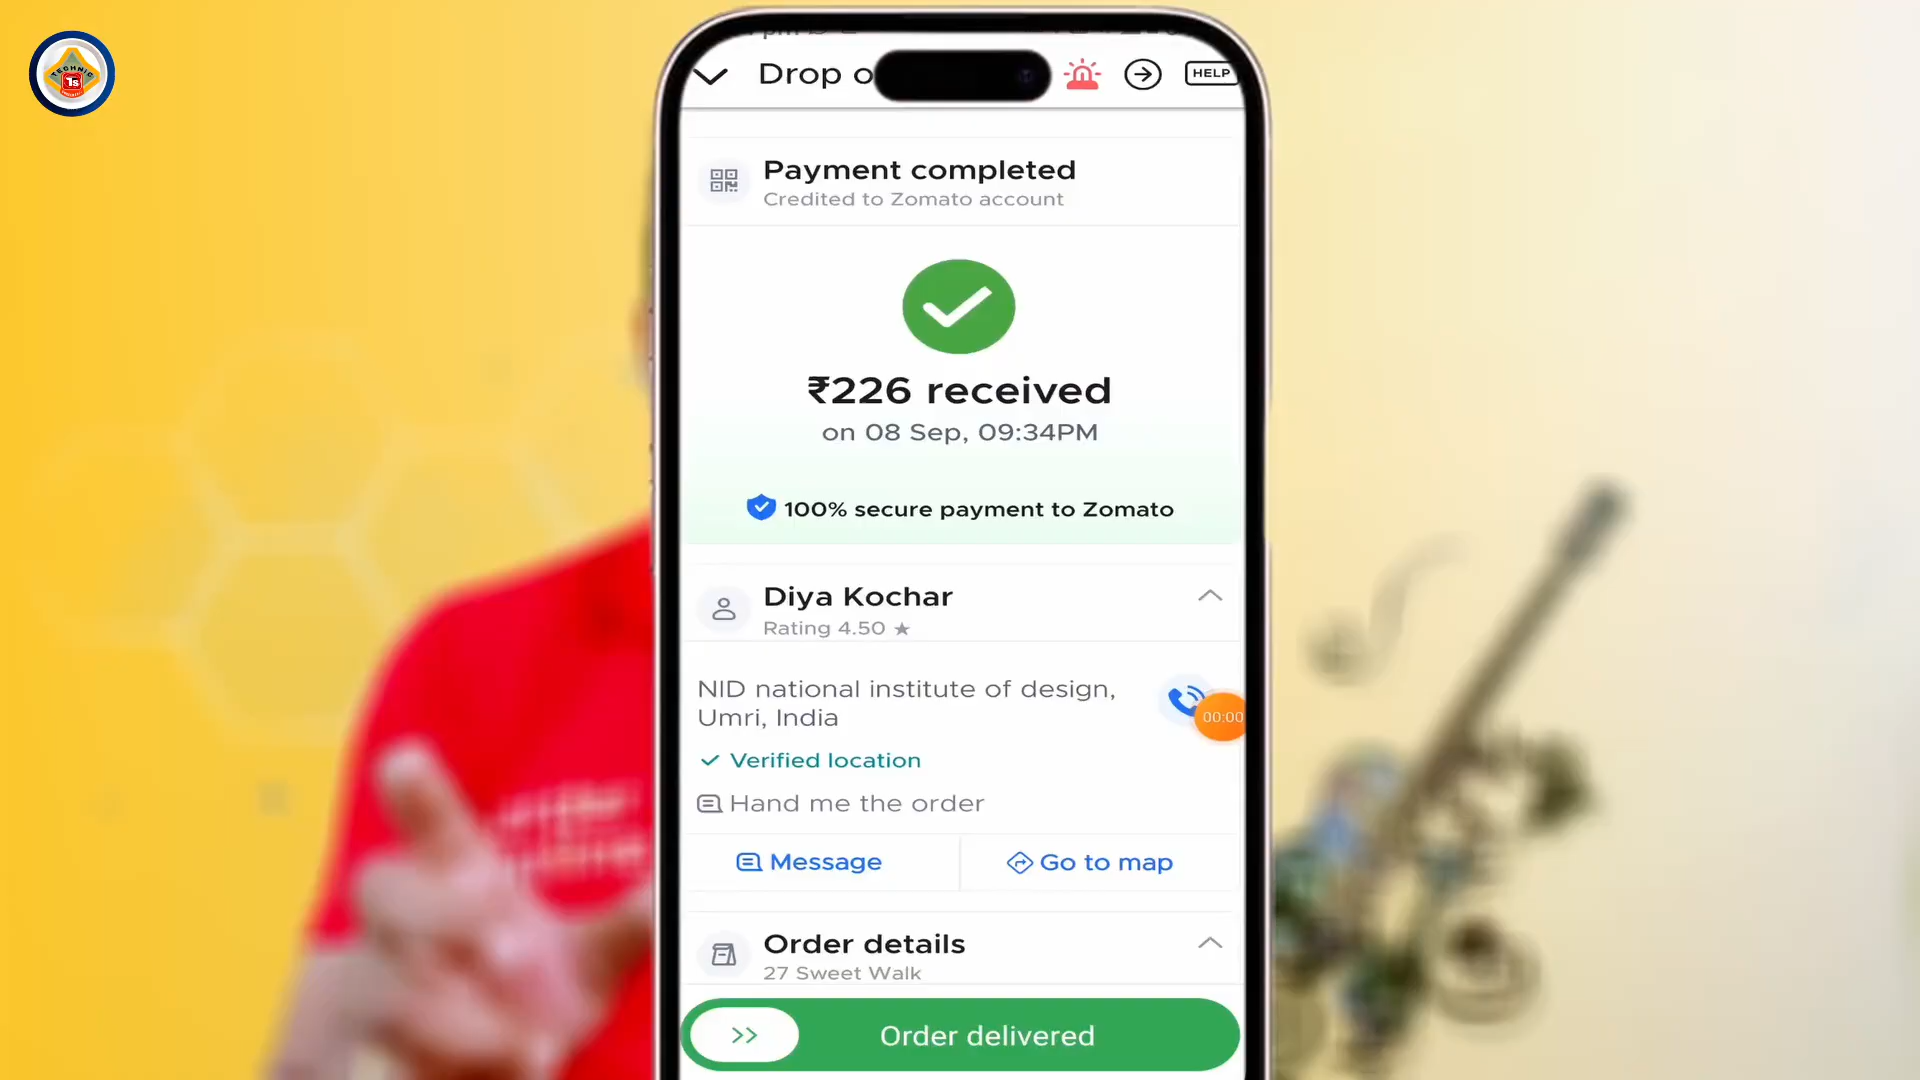 TECHNIC
Ts
Drop o
HELP
Payment completed
Credited to Zomato account
₹226 received
on 08 Sep, 09:34PM
100% secure payment to Zomato
Diya Kochar
Rating 4.50 ★
NID national institute of design,
Umri, India
00:00
Verified location
Hand me the order
Message
Go to map
Order details
27 Sweet Walk
>> Order delivered